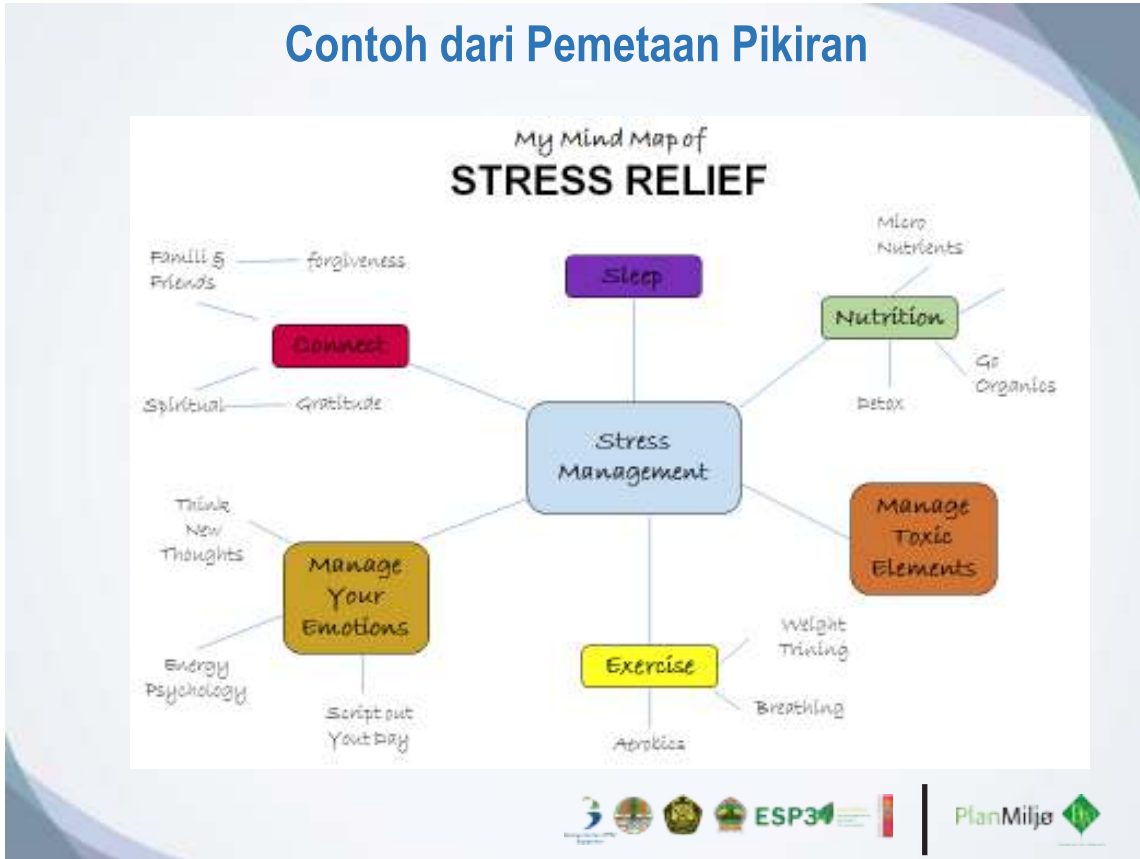 Contoh dari Pemetaan Pikiran
My Mind Map of
STRESS RELIEF
Micro
Nutrients
Famili &
Friends
forgiveness
Sleep
Nutrition
Connect
Go
Organics
Spiritual
Gratitude
Detox
Stress
Management
Think
New
Thoughts
Manage
Toxic
Elements
Manage
Your
Emotions
Weight
Trining
Energy
Psychology
Exercise
Breathing
Script out
Yout Day
Aerobics
ESP3
PlanMiljø